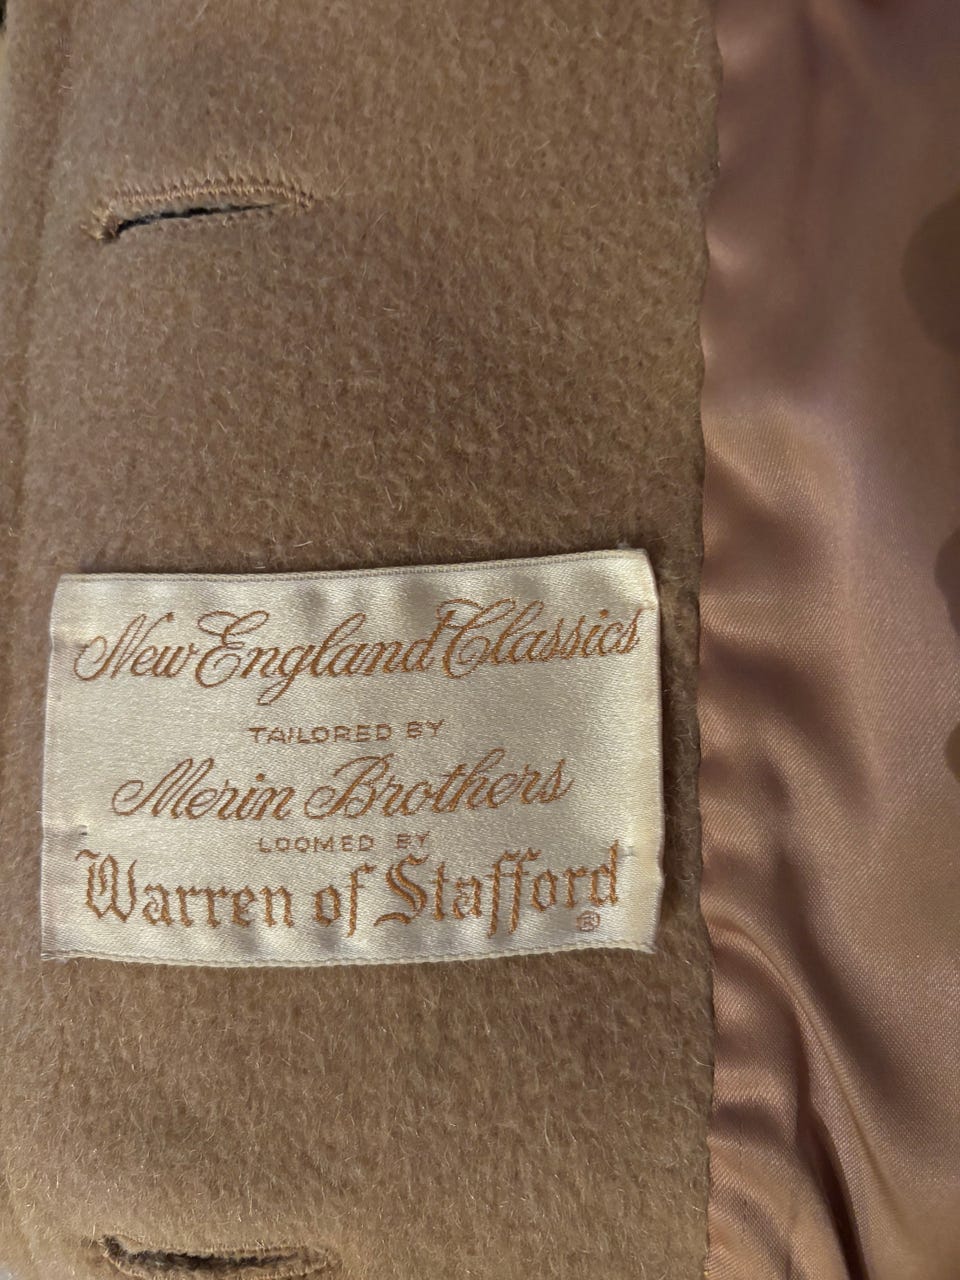 New England Classics
TAILORED BY
Merin Brothers
LOOMED BY
Warren of Stafford
®